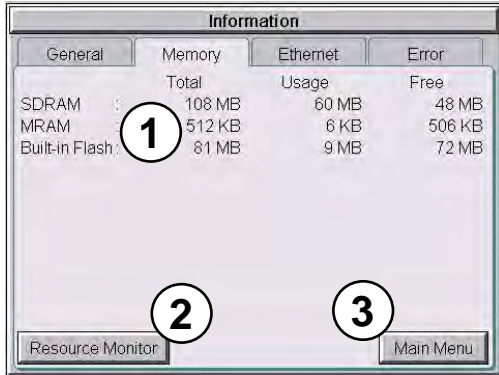 Information
General Memory Ethernet Error
Total Usage Free
SDRAM : 108 MB 60 MB 48 MB
MRAM 512 KB 6 KB 506 KB
Built-in Flash : 81 MB 9 MB 72 MB
1
2 3
Resource Monitor Main Menu